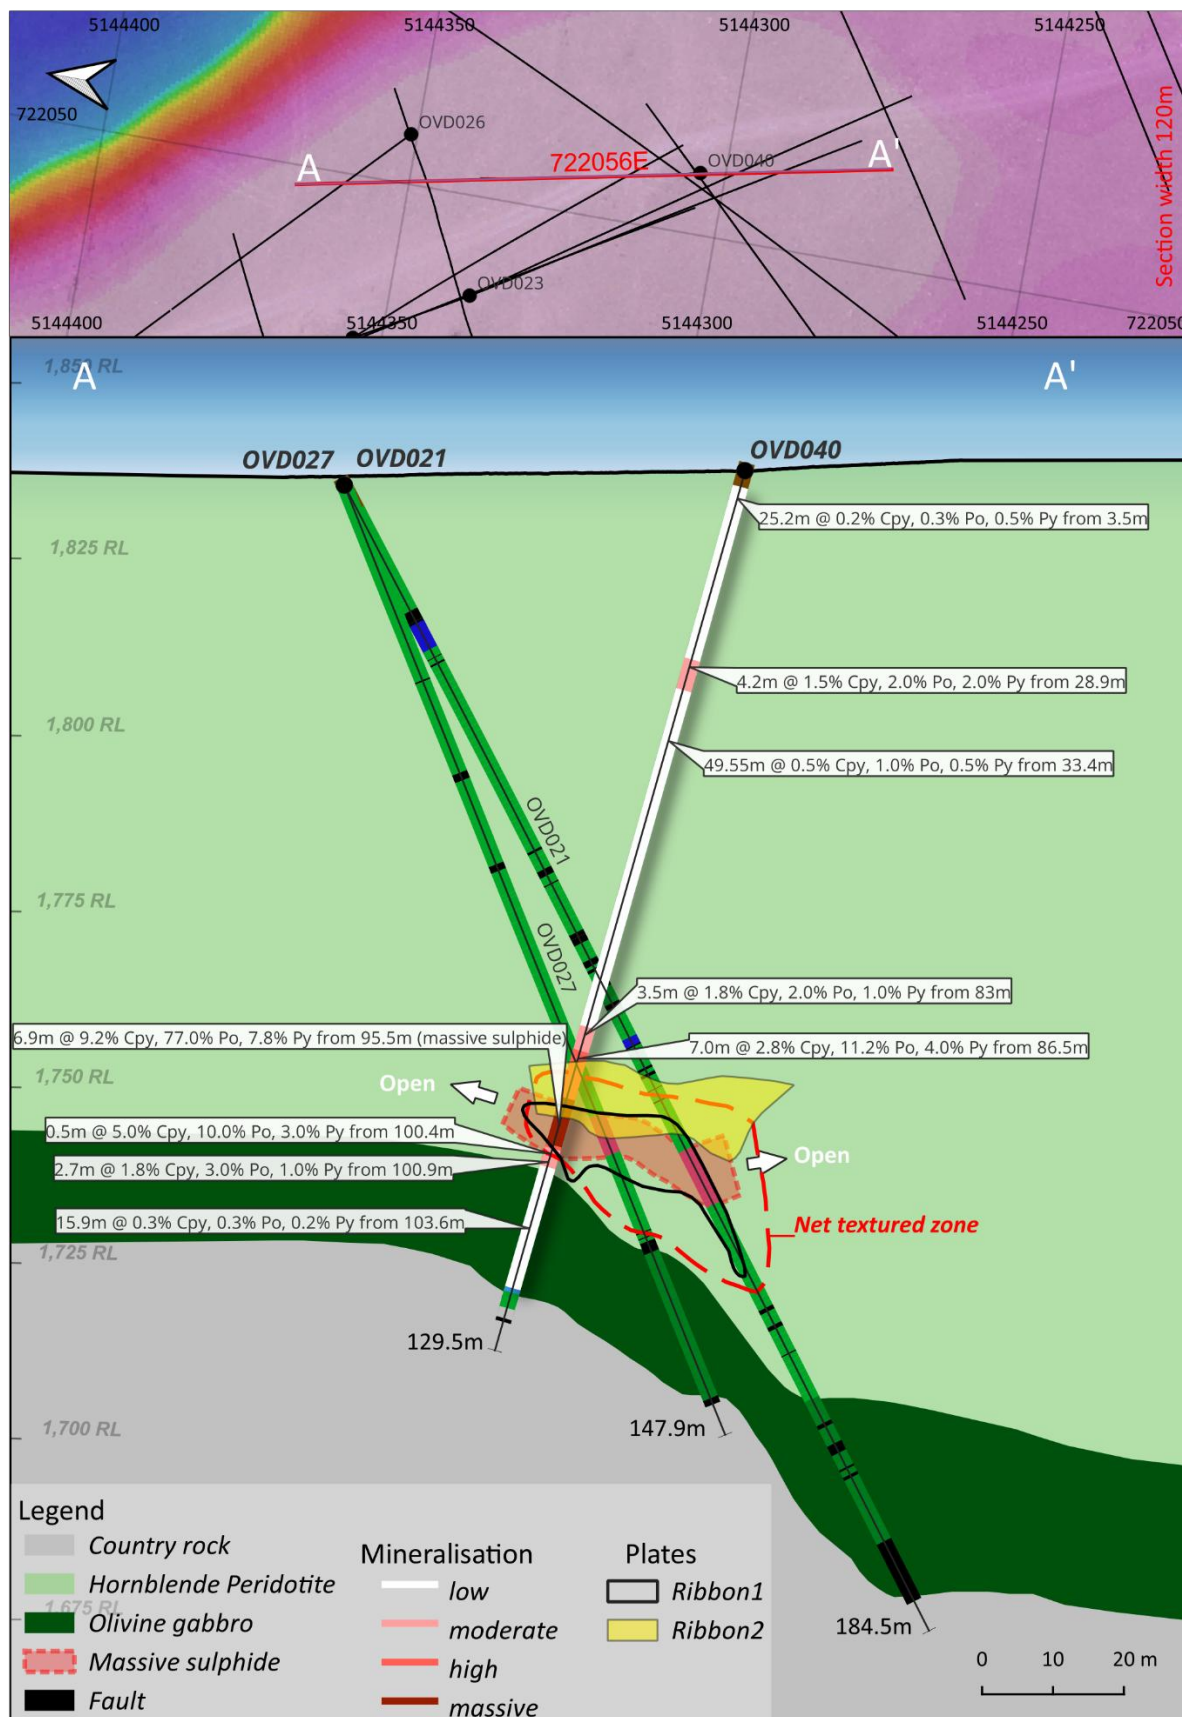 5144400
5144350
5144300
5144250
722050
OVD026
A
722056E
OVD040
A'
OVD023
Section width 120m
5144400
5144350
5144300
5144250
722050
1,850 RL
A
A'
OVD027
OVD021
OVD040
25.2m @ 0.2% Cpy, 0.3% Po, 0.5% Py from 3.5m
1,825 RL
4.2m @ 1.5% Cpy, 2.0% Po, 2.0% Py from 28.9m
1,800 RL
49.55m @ 0.5% Cpy, 1.0% Po, 0.5% Py from 33.4m
OVD021
1,775 RL
OVD027
3.5m @ 1.8% Cpy, 2.0% Po, 1.0% Py from 83m
6.9m @ 9.2% Cpy, 77.0% Po, 7.8% Py from 95.5m (massive sulphide)
7.0m @ 2.8% Cpy, 11.2% Po, 4.0% Py from 86.5m
1,750 RL
Open
0.5m @ 5.0% Cpy, 10.0% Po, 3.0% Py from 100.4m
Open
2.7m @ 1.8% Cpy, 3.0% Po, 1.0% Py from 100.9m
15.9m @ 0.3% Cpy, 0.3% Po, 0.2% Py from 103.6m
Net textured zone
1,725 RL
129.5m
1,700 RL
147.9m
184.5m
Legend
Country rock
Hornblende Peridotite
1,675 RL
Olivine gabbro
Massive sulphide
Fault
Mineralisation
low
moderate
high
massive
Plates
Ribbon1
Ribbon2
0 10 20 m